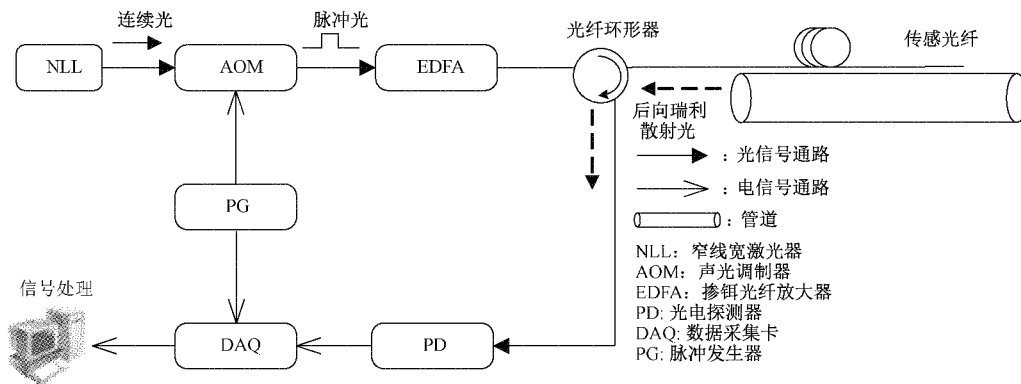 连续光
脉冲光
光纤环形器
传感光纤
NLL
AOM
EDFA
后向瑞利
散射光
：光信号通路
：电信号通路
：管道
PG
NLL：窄线宽激光器
AOM：声光调制器
EDFA：掺铒光纤放大器
PD: 光电探测器
DAQ: 数据采集卡
PG: 脉冲发生器
信号处理
DAQ
PD